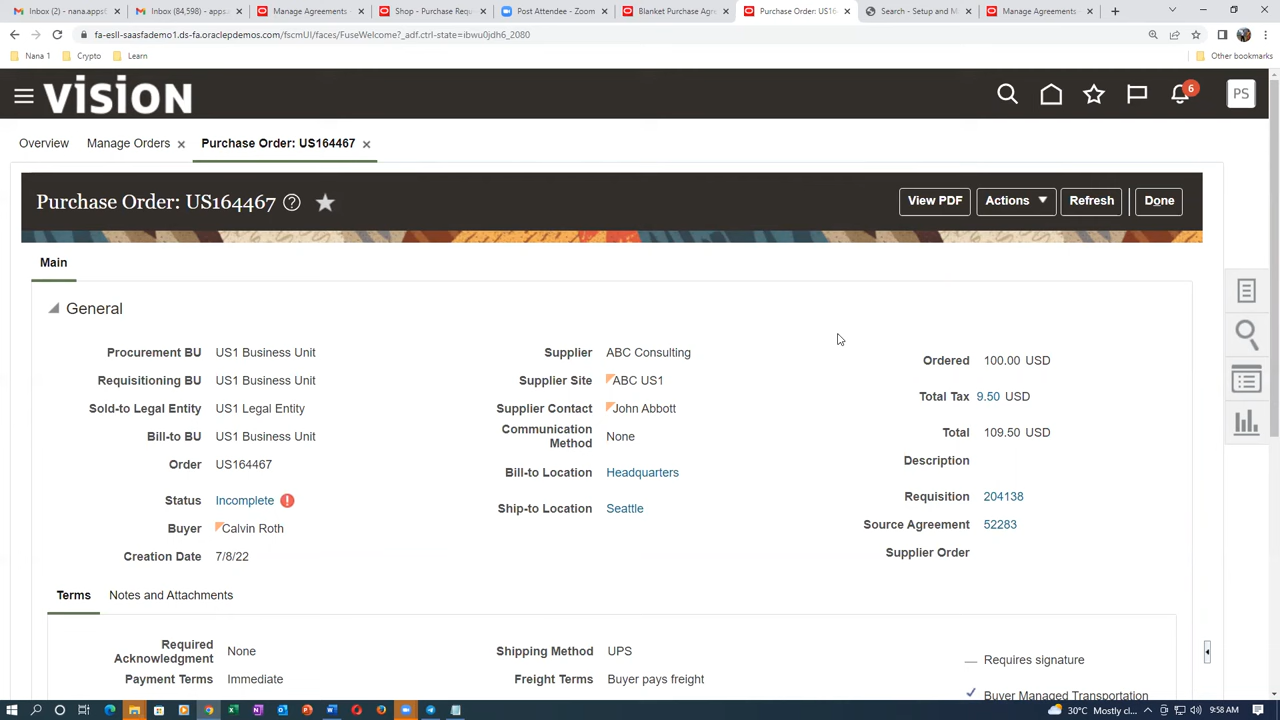 Inbox (2) - nana.apps
Inbox (84,598) - apps.
Manage Agreements
Shop - Purchase Requ
Post Attendee - Zoom
Blanket Purchase Agre
Purchase Order: US16
Search - Setup and M
Manage Agreements
fa-esll-saasfademo1.ds-fa.oraclepdemos.com/fscmUI/faces/FuseWelcome?_adf.ctrl-state=ibwu0jdh6_2080
Nana 1
Crypto
Learn
Other bookmarks
vision
6
PS
Overview
Manage Orders
Purchase Order: US164467
Purchase Order: US164467
View PDF
Actions
Refresh
Done
Main
General
Procurement BU US1 Business Unit
Requisitioning BU US1 Business Unit
Sold-to Legal Entity US1 Legal Entity
Bill-to BU US1 Business Unit
Order US164467
Status Incomplete
Buyer Calvin Roth
Creation Date 7/8/22
Supplier ABC Consulting
Supplier Site ABC US1
Supplier Contact John Abbott
Communication
Method None
Bill-to Location Headquarters
Ship-to Location Seattle
Ordered 100.00 USD
Total Tax 9.50 USD
Total 109.50 USD
Description
Requisition 204138
Source Agreement 52283
Supplier Order
Terms
Notes and Attachments
Required
Acknowledgment None
Payment Terms Immediate
Shipping Method UPS
Freight Terms Buyer pays freight
Requires signature
Buyer Managed Transportation
30°C Mostly cl...
9:58 AM